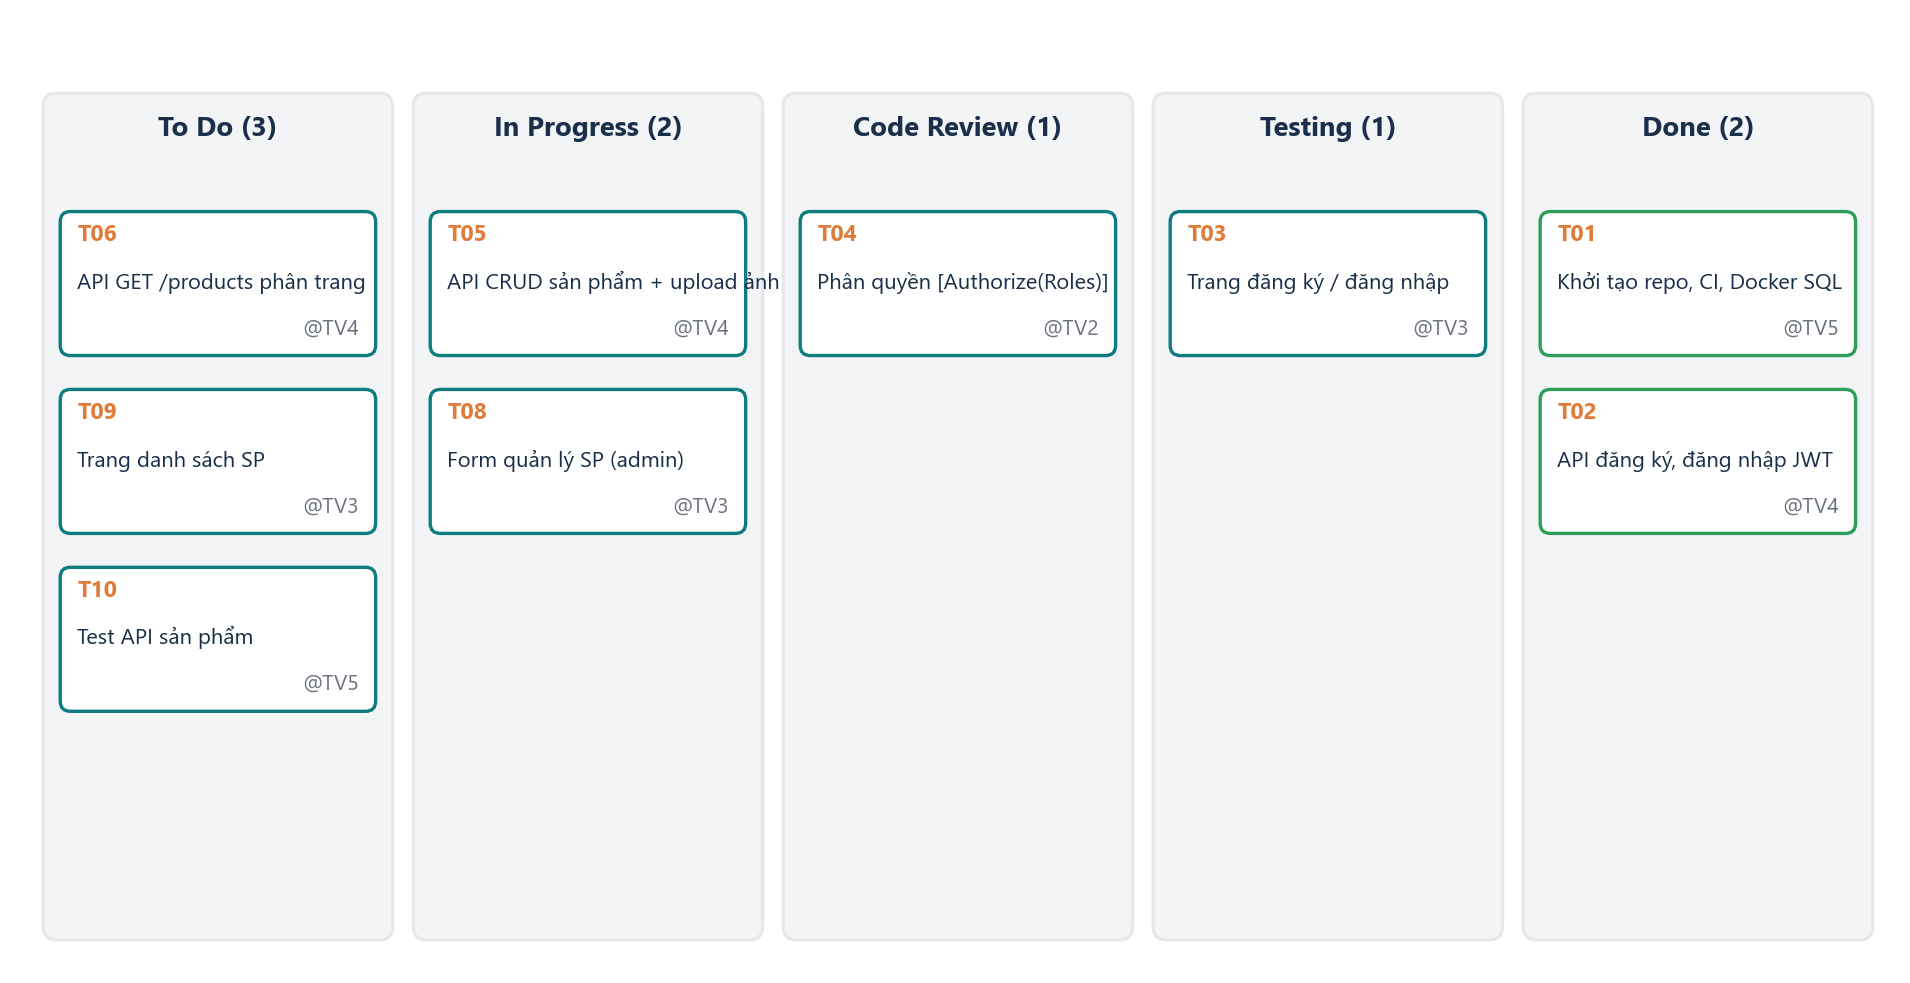 To Do (3)
T06
API GET /products phân trang
@TV4
T09
Trang danh sách SP
@TV3
T10
Test API sản phẩm
@TV5
In Progress (2)
T05
API CRUD sản phẩm + upload ảnh
@TV4
T08
Form quản lý SP (admin)
@TV3
Code Review (1)
T04
Phân quyền [Authorize(Roles)]
@TV2
Testing (1)
T03
Trang đăng ký / đăng nhập
@TV3
Done (2)
T01
Khởi tạo repo, CI, Docker SQL
@TV5
T02
API đăng ký, đăng nhập JWT
@TV4